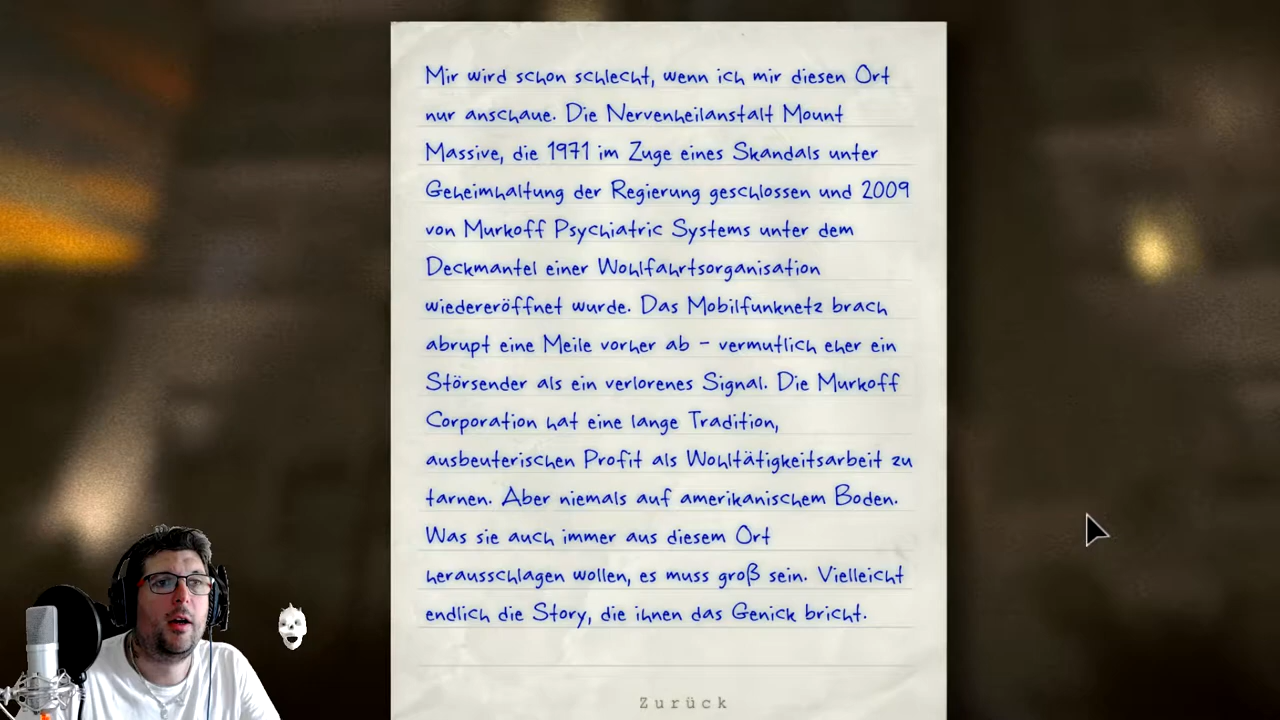 Mir wird schon schlecht, wenn ich mir diesen Ort
nur anschaue. Die Nervenheilanstalt Mount
Massive, die 1971 im Zuge eines Skandals unter
Geheimhaltung der Regierung geschlossen und 2009
von Murkoff Psychiatric Systems unter dem
Deckmantel einer Wohlfahrtsorganisation
wiedereröffnet wurde. Das Mobilfunknetz brach
abrupt eine Meile vorher ab - vermutlich eher ein
Störsender als ein verlorenes Signal. Die Murkoff
Corporation hat eine lange Tradition,
ausbeuterischen Profit als Wohltätigkeitsarbeit zu
tarnen. Aber niemals auf amerikanischem Boden.
Was sie auch immer aus diesem Ort
herausschlagen wollen, es muss groß sein. Vielleicht
endlich die Story, die ihnen das Genick bricht.
Zurück